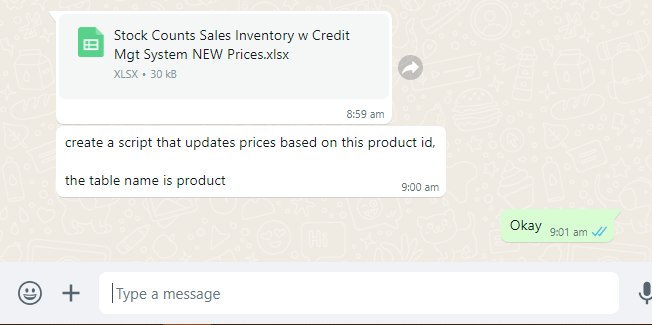 Stock Counts Sales Inventory w Credit
Mgt System NEW Prices.xlsx
XLSX • 30 kB
8:59 am
create a script that updates prices based on this product id,
the table name is product
9:00 am
Okay 9:01 am
Type a message